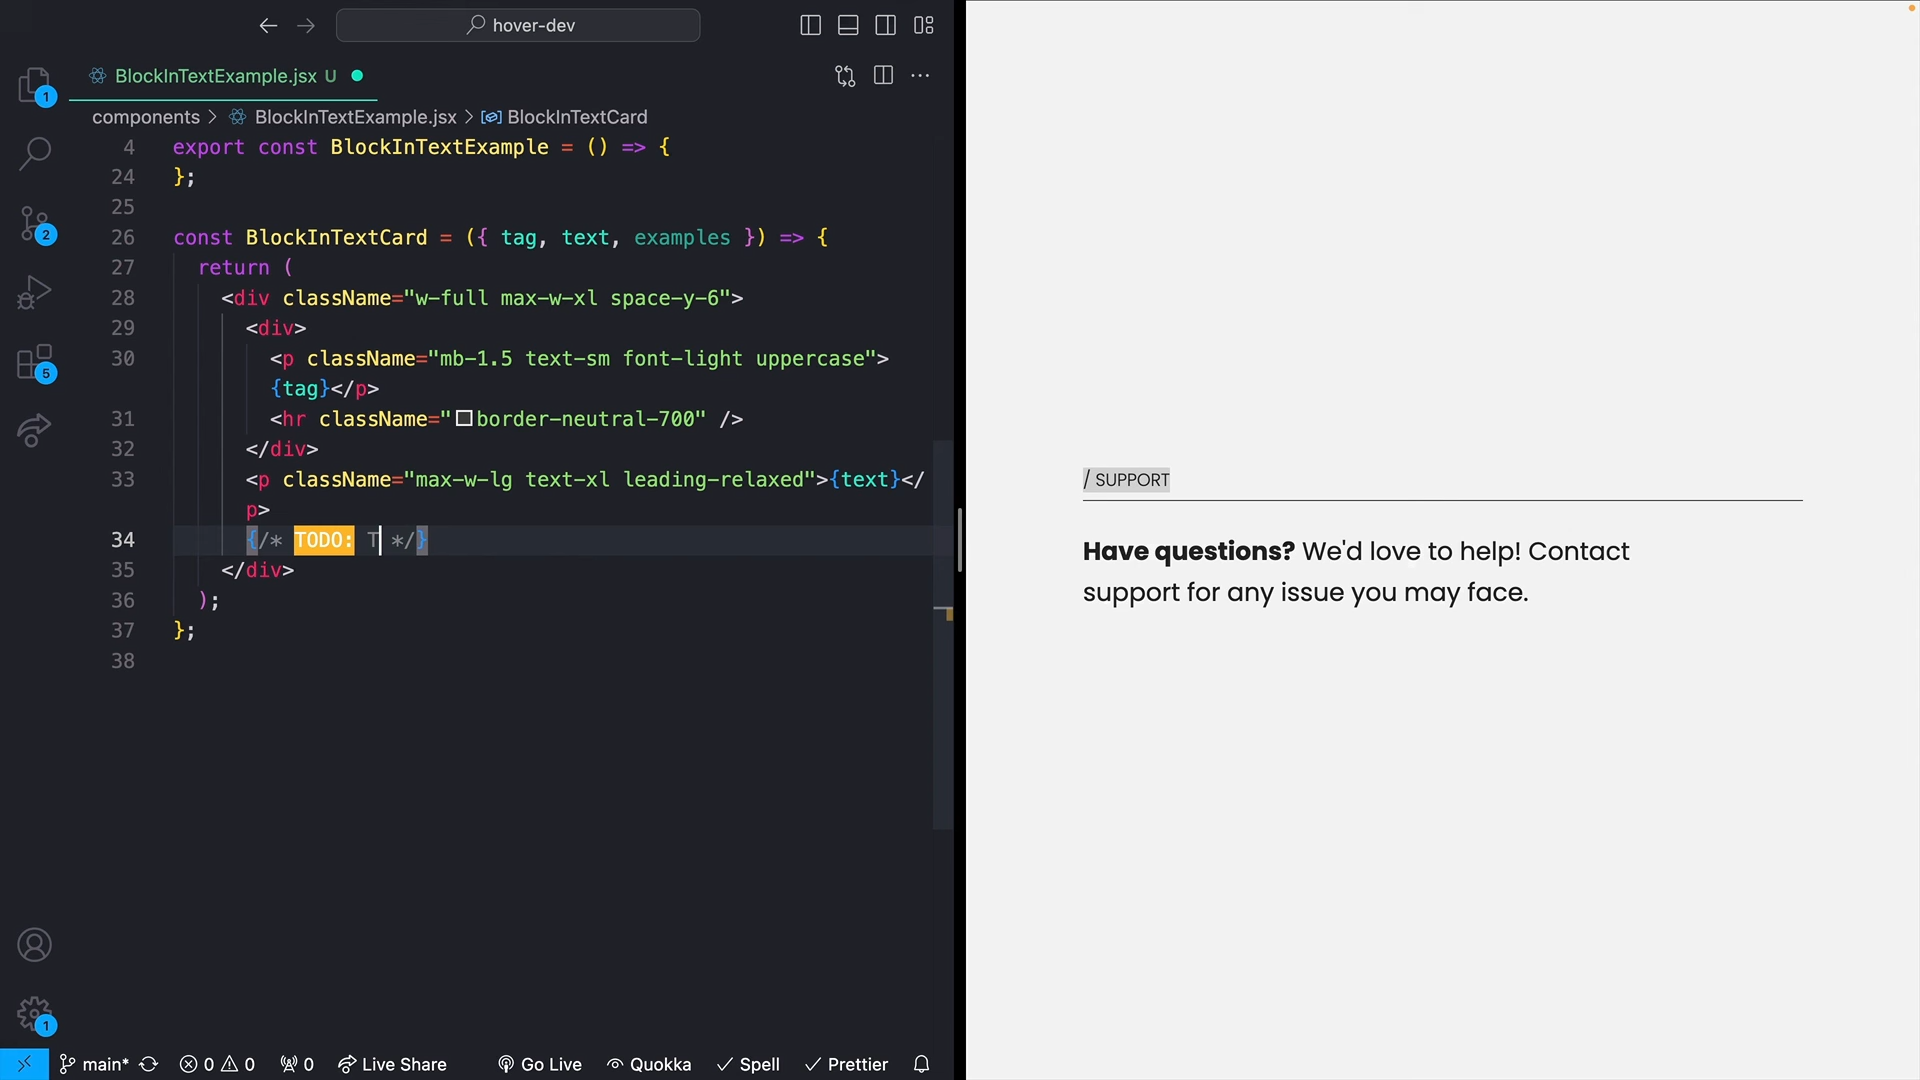 hover-dev
BlockInTextExample.jsx U
components > BlockInTextExample.jsx > BlockInTextCard
4 export const BlockInTextExample = () => {
24 };
25
26 const BlockInTextCard = ({ tag, text, examples }) => {
27 return (
28 <div className="w-full max-w-xl space-y-6">
29 <div>
30 <p className="mb-1.5 text-sm font-light uppercase">
{tag}</p>
31 <hr className="border-neutral-700" />
32 </div>
33 <p className="max-w-lg text-xl leading-relaxed">{text}</
p>
34 {/* TODO: T */}
35 </div>
36 );
37 };
38
1
2
5
1
main* 0 0 0 Live Share Go Live Quokka Spell Prettier
/ SUPPORT
Have questions? We'd love to help! Contact
support for any issue you may face.